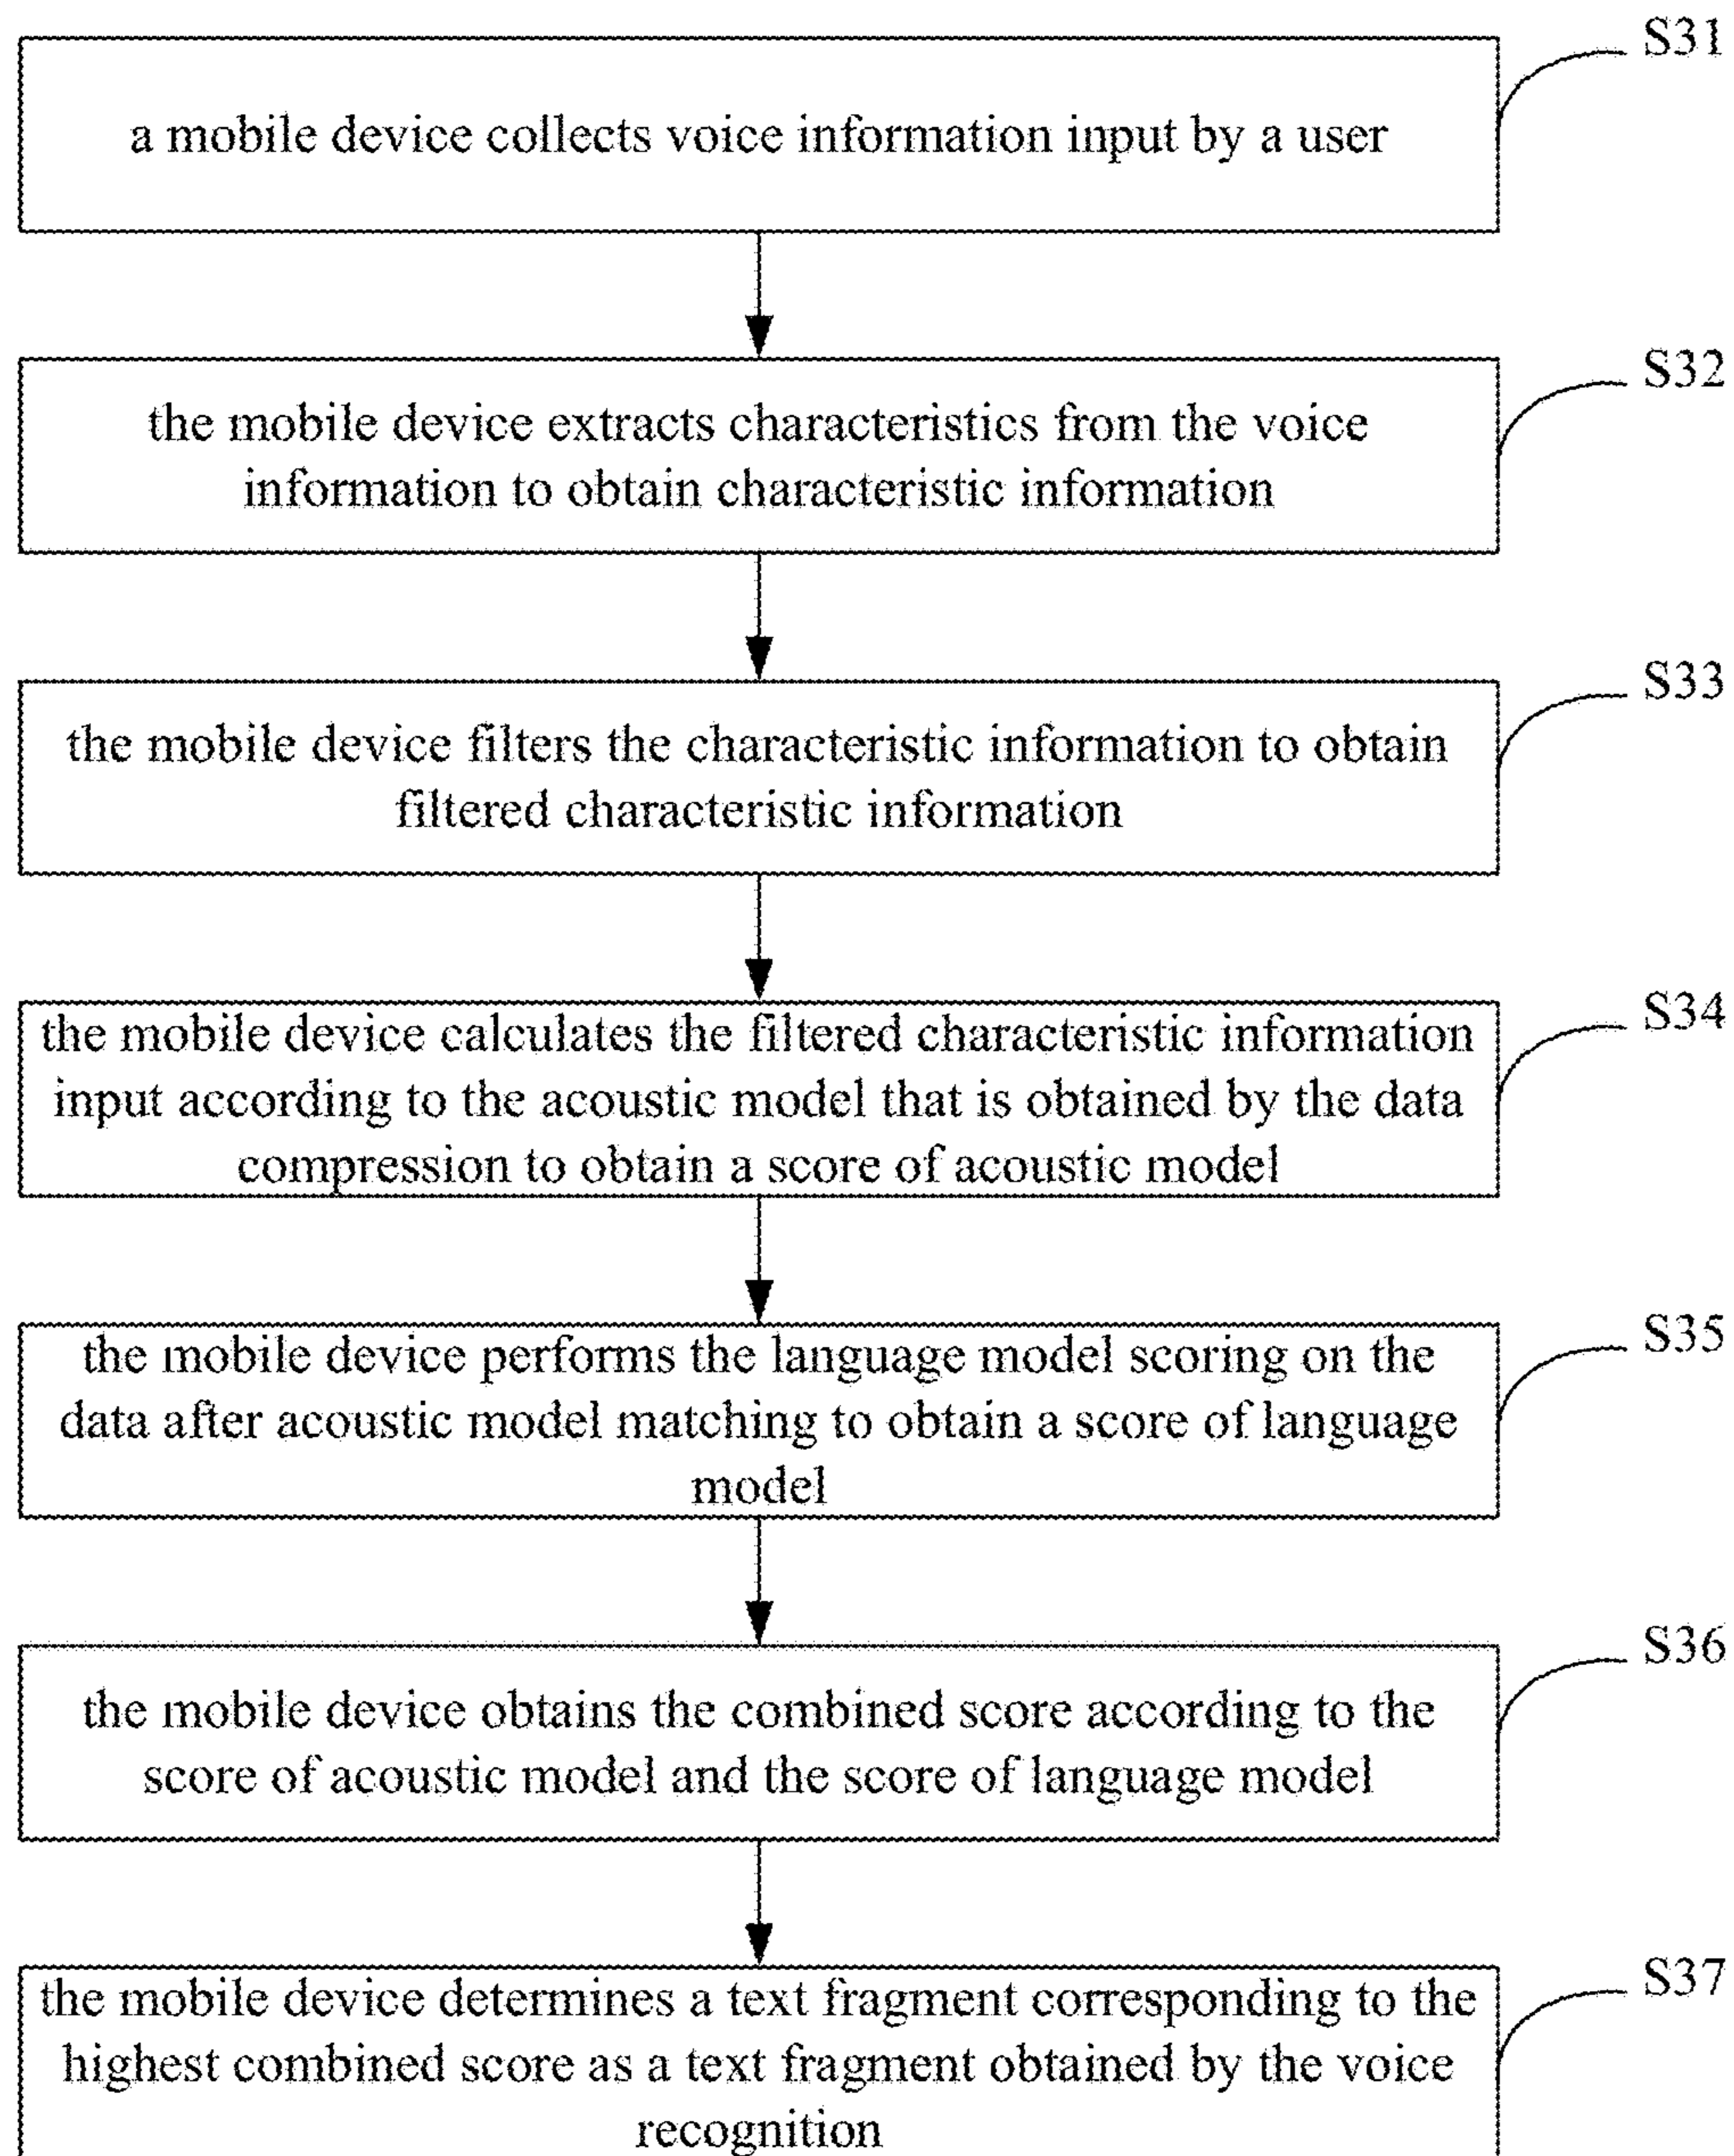 S31
a mobile device collects voice information input by a user
S32
the mobile device extracts characteristics from the voice
information to obtain characteristic information
S33
the mobile device filters the characteristic information to obtain
filtered characteristic information
S34
the mobile device calculates the filtered characteristic information
input according to the acoustic model that is obtained by the data
compression to obtain a score of acoustic model
S35
the mobile device performs the language model scoring on the
data after acoustic model matching to obtain a score of language
model
S36
the mobile device obtains the combined score according to the
score of acoustic model and the score of language model
S37
the mobile device determines a text fragment corresponding to the
highest combined score as a text fragment obtained by the voice
recognition